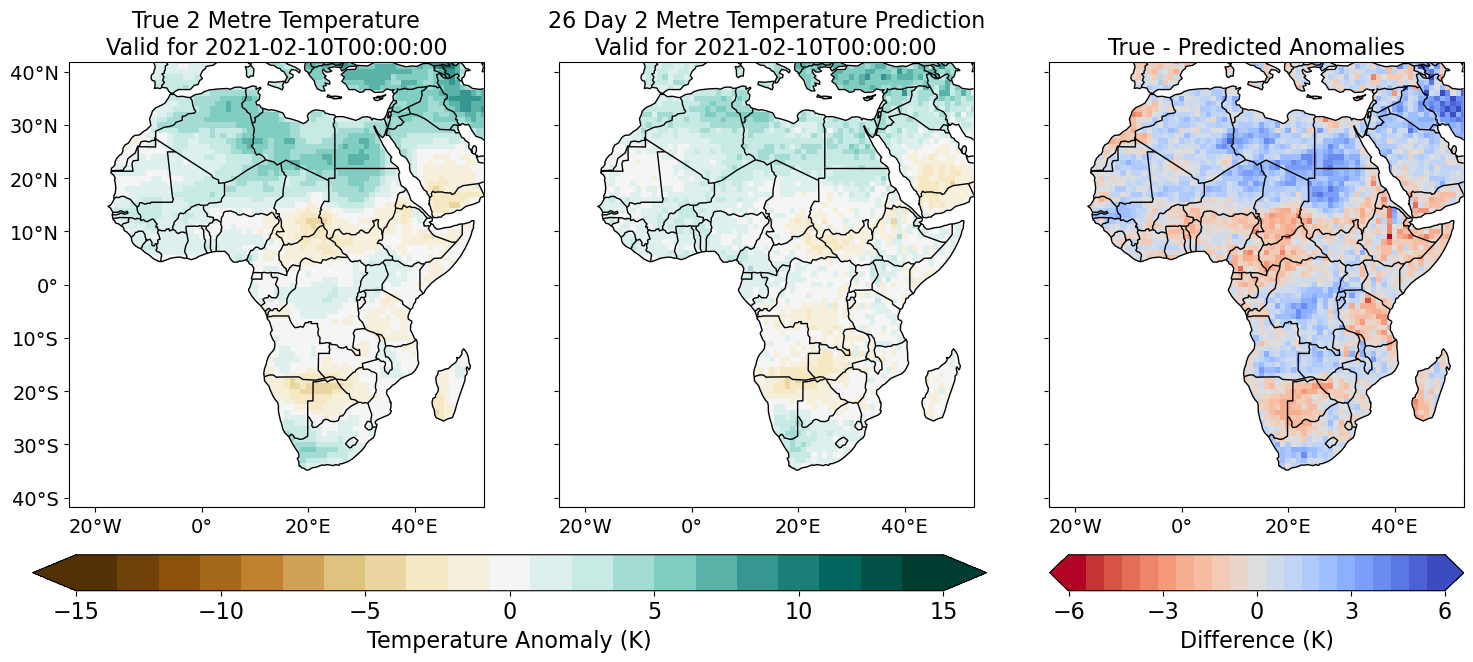 True 2 Metre Temperature
Valid for 2021-02-10T00:00:00
26 Day 2 Metre Temperature Prediction
Valid for 2021-02-10T00:00:00
True - Predicted Anomalies
40°N
30°N
20°N
10°N
0°
10°S
20°S
30°S
40°S
20°W 0° 20°E 40°E
20°W 0° 20°E 40°E
20°W 0° 20°E 40°E
−15 −10 −5 0 5 10 15
Temperature Anomaly (K)
−6 −3 0 3 6
Difference (K)